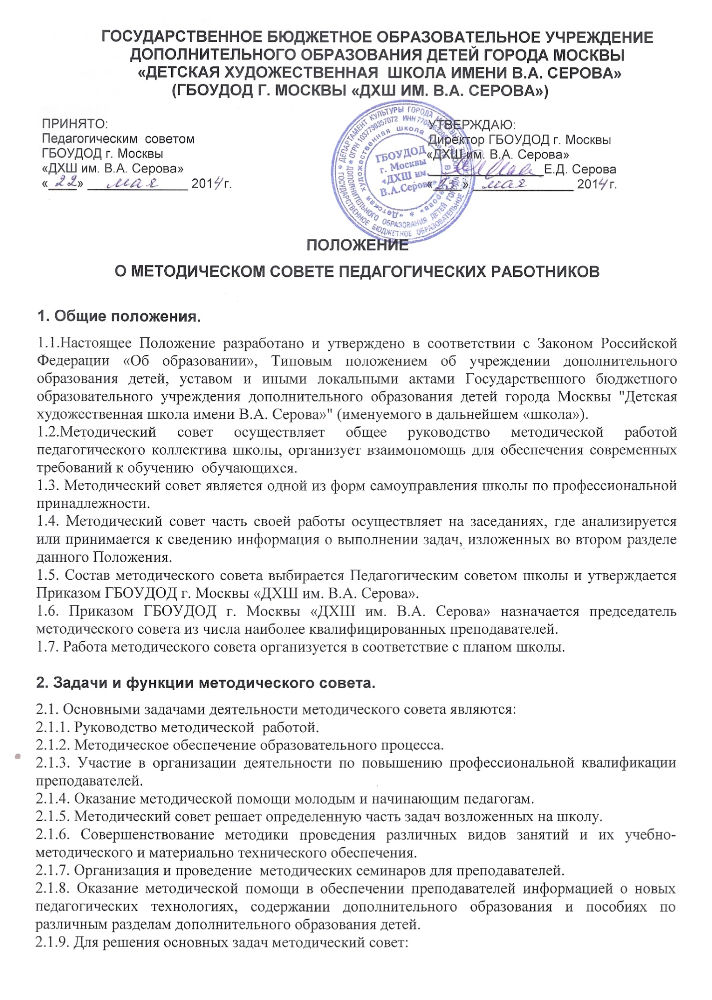 ГОСУДАРСТВЕННОЕ БЮДЖЕТНОЕ ОБРАЗОВАТЕЛЬНОЕ УЧРЕЖДЕНИЕ
ДОПОЛНИТЕЛЬНОГО ОБРАЗОВАНИЯ ДЕТЕЙ ГОРОДА МОСКВЫ
«ДЕТСКАЯ ХУДОЖЕСТВЕННАЯ ШКОЛА ИМЕНИ В.А. СЕРОВА»
(ГБОУДОД Г. МОСКВЫ «ДХШ ИМ. В.А. СЕРОВА»)
ПРИНЯТО:
Педагогическим советом
ГБОУДОД г. Москвы
«ДХШ им. В.А. Серова»
«22» мая 2014 г.
ДЕПАРТАМЕНТ КУЛЬТУРЫ ГОРОДА МОСКВЫ
ГОСУДАРСТВЕННОЕ БЮДЖЕТНОЕ ОБРАЗОВАТЕЛЬНОЕ
ОГРН 1037739357072 ИНН
ДОПОЛНИТЕЛЬНОГО ОБРАЗОВАНИЯ ДЕТЕЙ ГОРОДА
«Детская художественная школа
ГБОУДОД
г. Москвы
«ДХШ им.
В.А.Серова»
УТВЕРЖДАЮ:
Директор ГБОУДОД г. Москвы
«ДХШ им. В.А. Серова»
Е.Д. Серова
«23» мая 2014 г.
ПОЛОЖЕНИЕ
О МЕТОДИЧЕСКОМ СОВЕТЕ ПЕДАГОГИЧЕСКИХ РАБОТНИКОВ
1. Общие положения.
1.1.Настоящее Положение разработано и утверждено в соответствии с Законом Российской
Федерации «Об образовании», Типовым положением об учреждении дополнительного
образования детей, уставом и иными локальными актами Государственного бюджетного
образовательного учреждения дополнительного образования детей города Москвы "Детская
художественная школа имени В.А. Серова»" (именуемого в дальнейшем «школа»).
1.2.Методический совет осуществляет общее руководство методической работой
педагогического коллектива школы, организует взаимопомощь для обеспечения современных
требований к обучению обучающихся.
1.3. Методический совет является одной из форм самоуправления школы по профессиональной
принадлежности.
1.4. Методический совет часть своей работы осуществляет на заседаниях, где анализируется
или принимается к сведению информация о выполнении задач, изложенных во втором разделе
данного Положения.
1.5. Состав методического совета выбирается Педагогическим советом школы и утверждается
Приказом ГБОУДОД г. Москвы «ДХШ им. В.А. Серова».
1.6. Приказом ГБОУДОД г. Москвы «ДХШ им. В.А. Серова» назначается председатель
методического совета из числа наиболее квалифицированных преподавателей.
1.7. Работа методического совета организуется в соответствие с планом школы.
2. Задачи и функции методического совета.
2.1. Основными задачами деятельности методического совета являются:
2.1.1. Руководство методической работой.
2.1.2. Методическое обеспечение образовательного процесса.
2.1.3. Участие в организации деятельности по повышению профессиональной квалификации
преподавателей.
2.1.4. Оказание методической помощи молодым и начинающим педагогам.
2.1.5. Методический совет решает определенную часть задач возложенных на школу.
2.1.6. Совершенствование методики проведения различных видов занятий и их учебно-
методического и материально технического обеспечения.
2.1.7. Организация и проведение методических семинаров для преподавателей.
2.1.8. Оказание методической помощи в обеспечении преподавателей информацией о новых
педагогических технологиях, содержании дополнительного образования и пособиях по
различным разделам дополнительного образования детей.
2.1.9. Для решения основных задач методический совет: